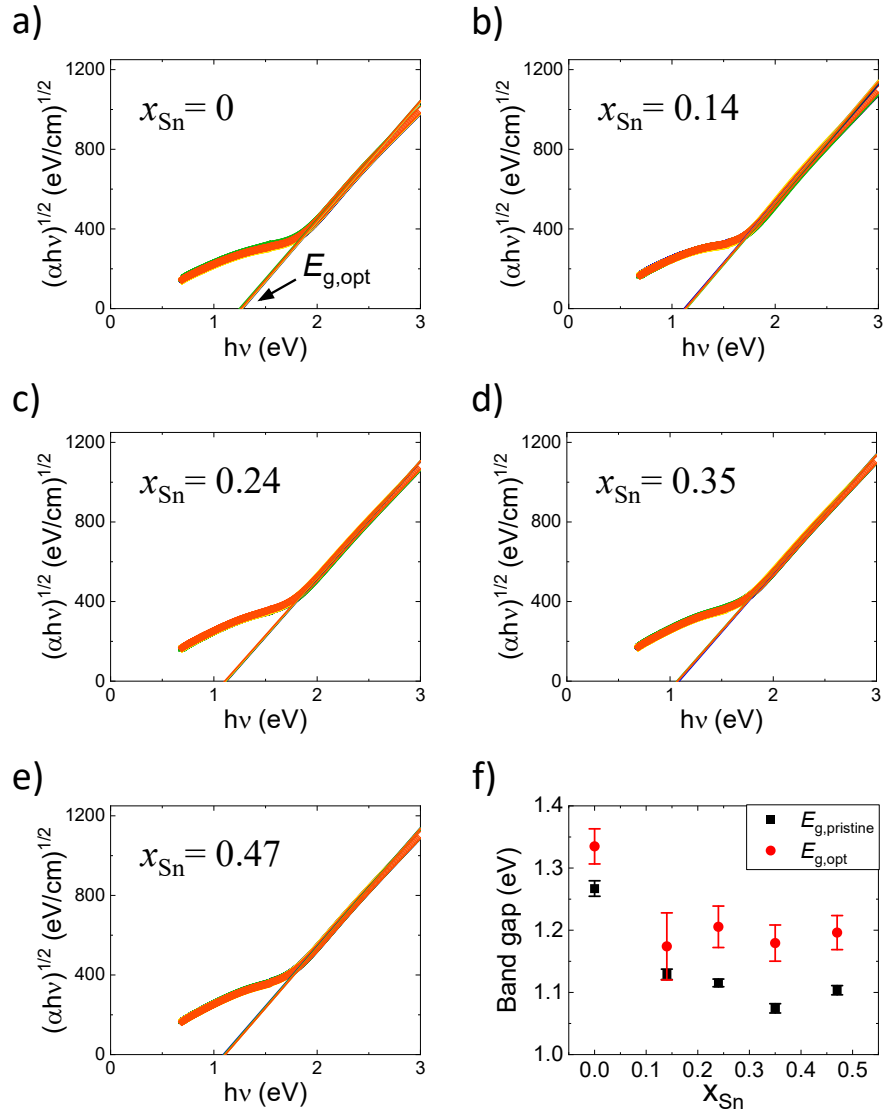 a)
1200
800
400
0
(αhν)1/2 (eV/cm)1/2
xSn= 0
Eg,opt
0 1 2 3
hν (eV)
b)
1200
800
400
0
(αhν)1/2 (eV/cm)1/2
xSn= 0.14
0 1 2 3
hν (eV)
c)
1200
800
400
0
(αhν)1/2 (eV/cm)1/2
xSn= 0.24
0 1 2 3
hν (eV)
d)
1200
800
400
0
(αhν)1/2 (eV/cm)1/2
xSn= 0.35
0 1 2 3
hν (eV)
e)
1200
800
400
0
(αhν)1/2 (eV/cm)1/2
xSn= 0.47
0 1 2 3
hν (eV)
f)
1.4
1.3
1.2
1.1
1.0
Band gap (eV)
Eg,pristine
Eg,opt
0.0 0.1 0.2 0.3 0.4 0.5
xSn